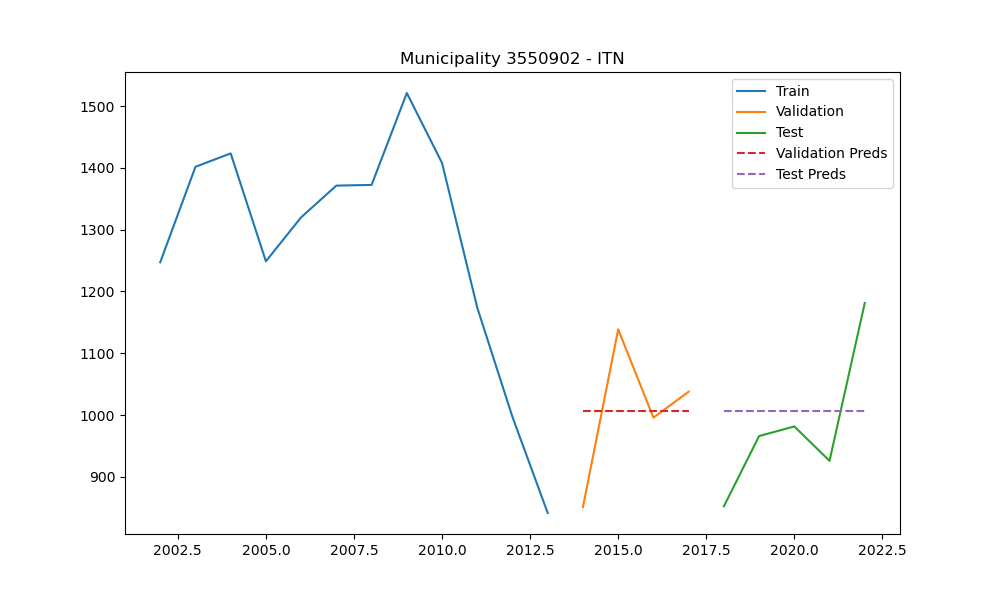 Municipality 3550902 - ITN
Train
Validation
Test
Validation Preds
Test Preds
1500
1400
1300
1200
1100
1000
900
2002.5 2005.0 2007.5 2010.0 2012.5 2015.0 2017.5 2020.0 2022.5